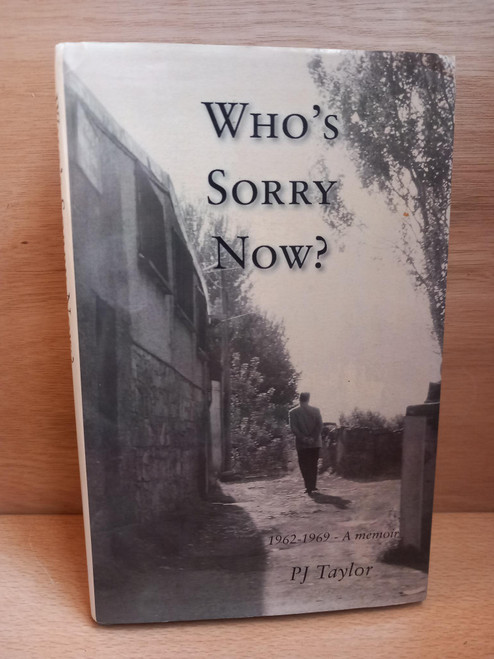 WHO'S
SORRY
NOW?
1962-1969 - A memoir
PJ Taylor